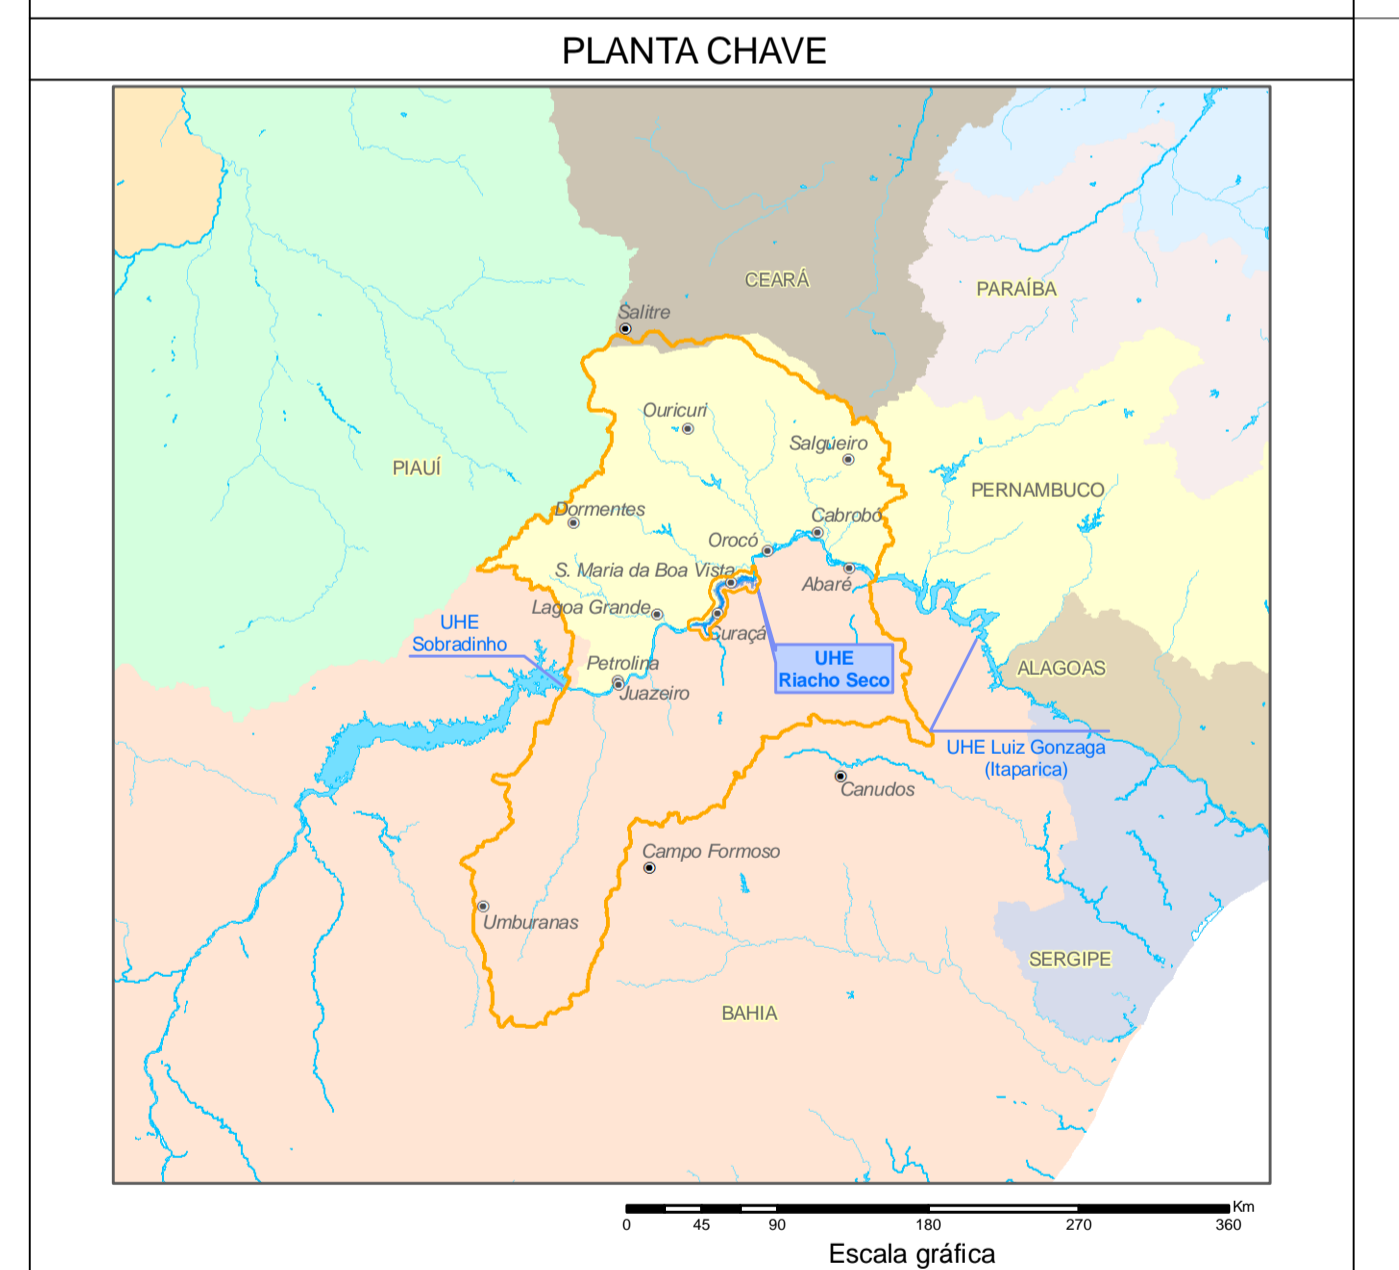 PLANTA CHAVE
CEARÁ
PARAÍBA
Salitre
Ouricuri
Salgueiro
PIAUÍ
PERNAMBUCO
Dormentes
Cabrobó
Orocó
S. Maria da Boa Vista
Abaré
Lagoa Grande
Curaçá
UHE
Sobradinho
UHE
Riacho Seco
ALAGOAS
Petrolina
Juazeiro
UHE Luiz Gonzaga
(Itaparica)
Canudos
Campo Formoso
Umburanas
SERGIPE
BAHIA
Km
0 45 90 180 270 360
Escala gráfica